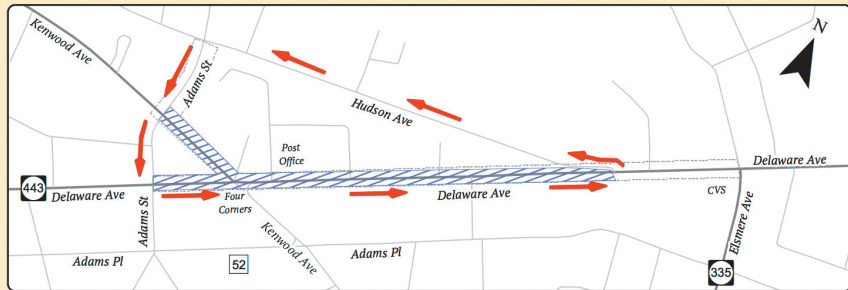 Kenwood Ave
Adams St
N
Hudson Ave
Post
Office
Delaware Ave
443
Delaware Ave
Four
Corners
Delaware Ave
CVS
Adams St
Kenwood Ave
Elsmere Ave
Adams Pl
52
Adams Pl
335